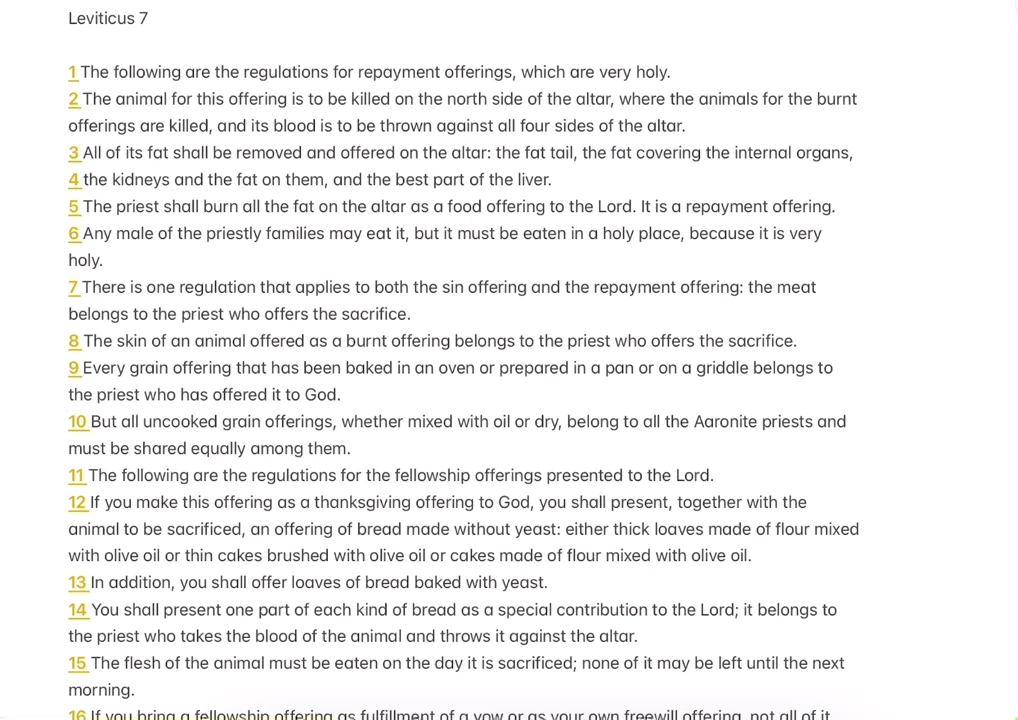 Leviticus 7
1 The following are the regulations for repayment offerings, which are very holy.
2 The animal for this offering is to be killed on the north side of the altar, where the animals for the burnt
offerings are killed, and its blood is to be thrown against all four sides of the altar.
3 All of its fat shall be removed and offered on the altar: the fat tail, the fat covering the internal organs,
4 the kidneys and the fat on them, and the best part of the liver.
5 The priest shall burn all the fat on the altar as a food offering to the Lord. It is a repayment offering.
6 Any male of the priestly families may eat it, but it must be eaten in a holy place, because it is very
holy.
7 There is one regulation that applies to both the sin offering and the repayment offering: the meat
belongs to the priest who offers the sacrifice.
8 The skin of an animal offered as a burnt offering belongs to the priest who offers the sacrifice.
9 Every grain offering that has been baked in an oven or prepared in a pan or on a griddle belongs to
the priest who has offered it to God.
10 But all uncooked grain offerings, whether mixed with oil or dry, belong to all the Aaronite priests and
must be shared equally among them.
11 The following are the regulations for the fellowship offerings presented to the Lord.
12 If you make this offering as a thanksgiving offering to God, you shall present, together with the
animal to be sacrificed, an offering of bread made without yeast: either thick loaves made of flour mixed
with olive oil or thin cakes brushed with olive oil or cakes made of flour mixed with olive oil.
13 In addition, you shall offer loaves of bread baked with yeast.
14 You shall present one part of each kind of bread as a special contribution to the Lord; it belongs to
the priest who takes the blood of the animal and throws it against the altar.
15 The flesh of the animal must be eaten on the day it is sacrificed; none of it may be left until the next
morning.
16 If you bring a fellowship offering as fulfillment of a vow or as your own freewill offering, not all of it